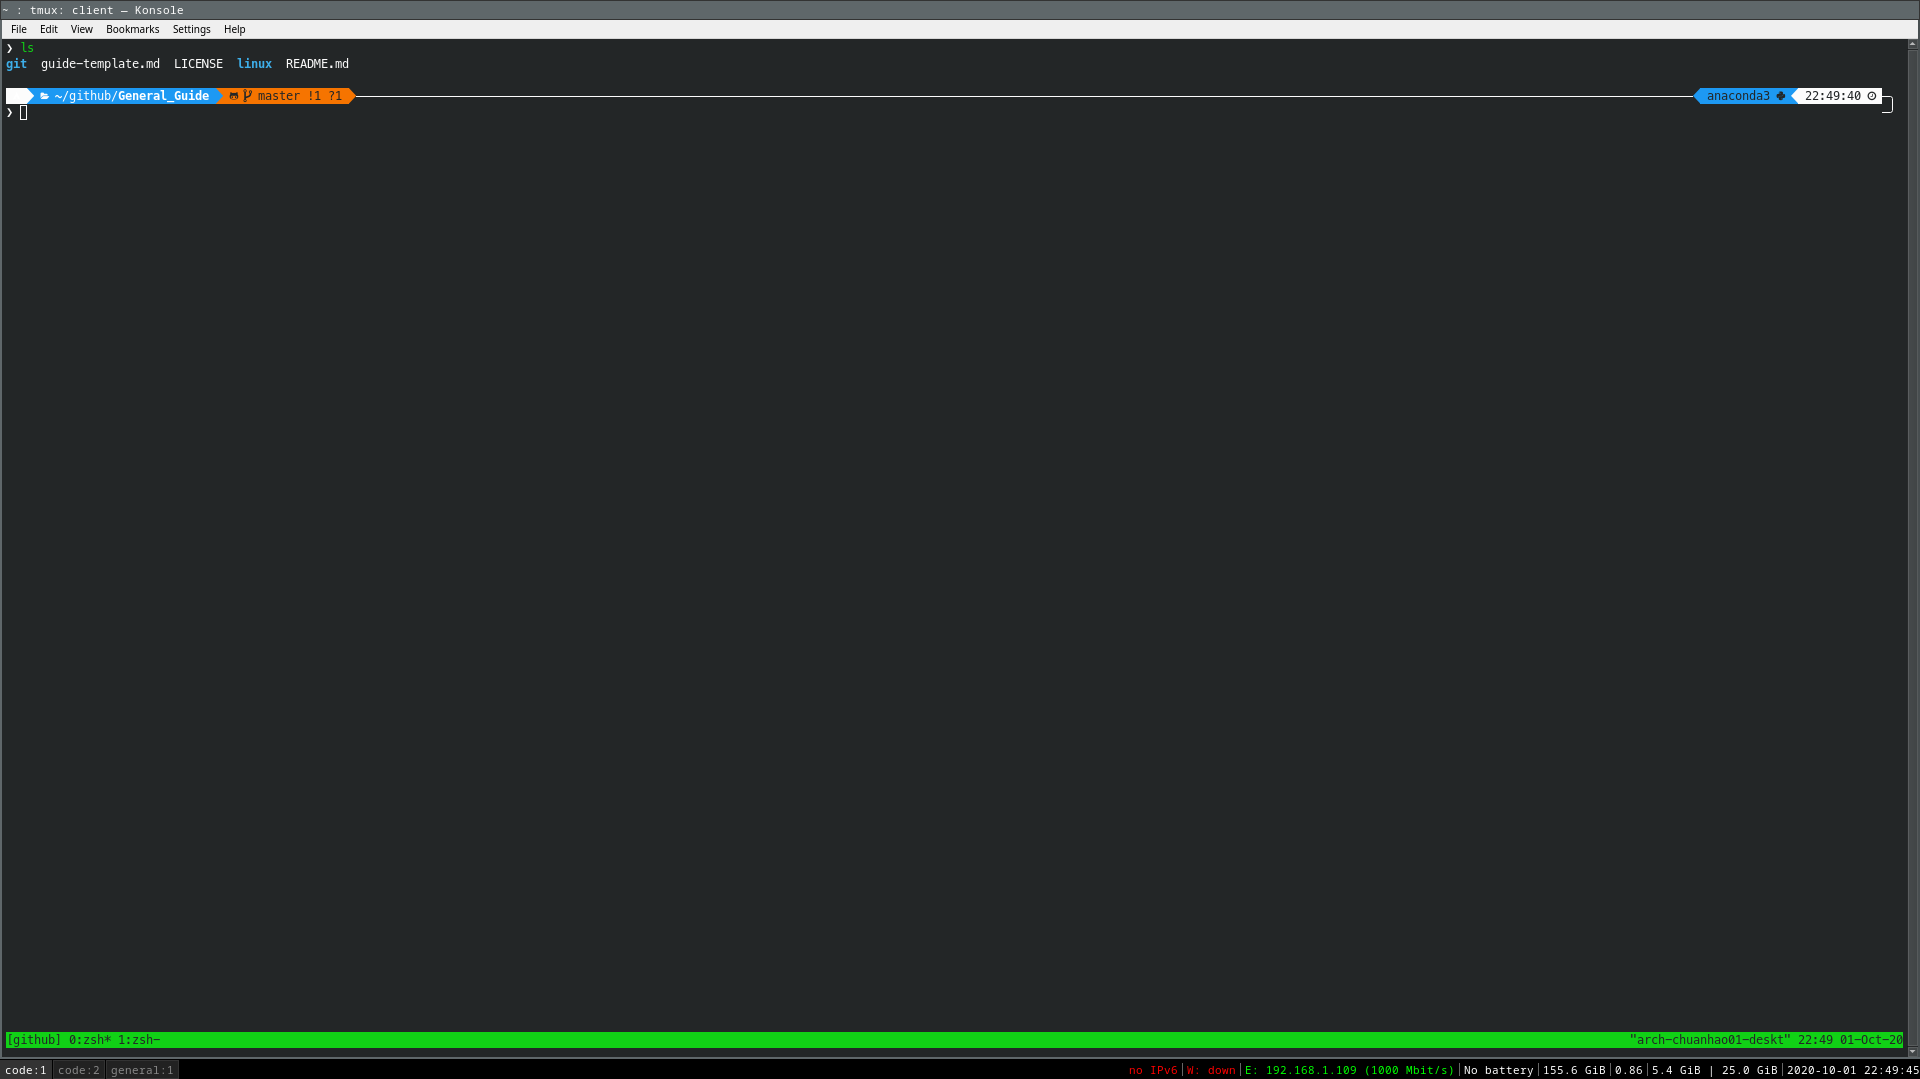 ~ : tmux: client — Konsole
File Edit View Bookmarks Settings Help
❯ ls
git guide-template.md LICENSE linux README.md
~/github/General_Guide master !1 ?1 anaconda3 22:49:40
❯
[github] 0:zsh* 1:zsh- "arch-chuanhao01-deskt" 22:49 01-Oct-20
code:1 code:2 general:1 no IPv6|W: down|E: 192.168.1.109 (1000 Mbit/s)|No battery|155.6 GiB|0.86|5.4 GiB | 25.0 GiB|2020-10-01 22:49:45